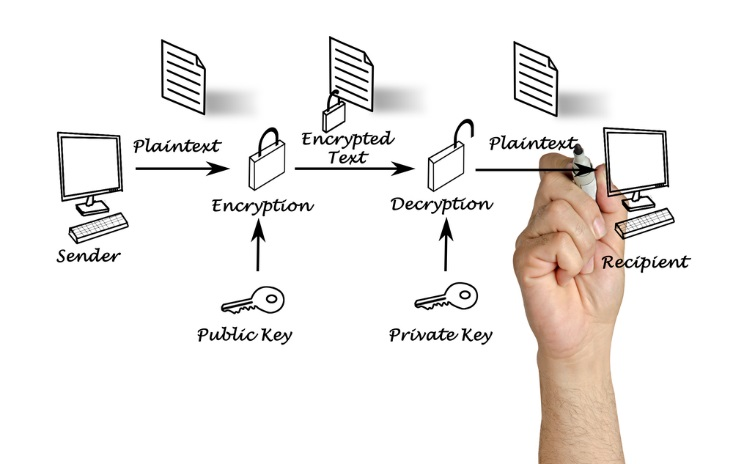 Plaintext
Encrypted
Text
Plaintext
Encryption
Decryption
Sender
Recipient
Public Key
Private Key